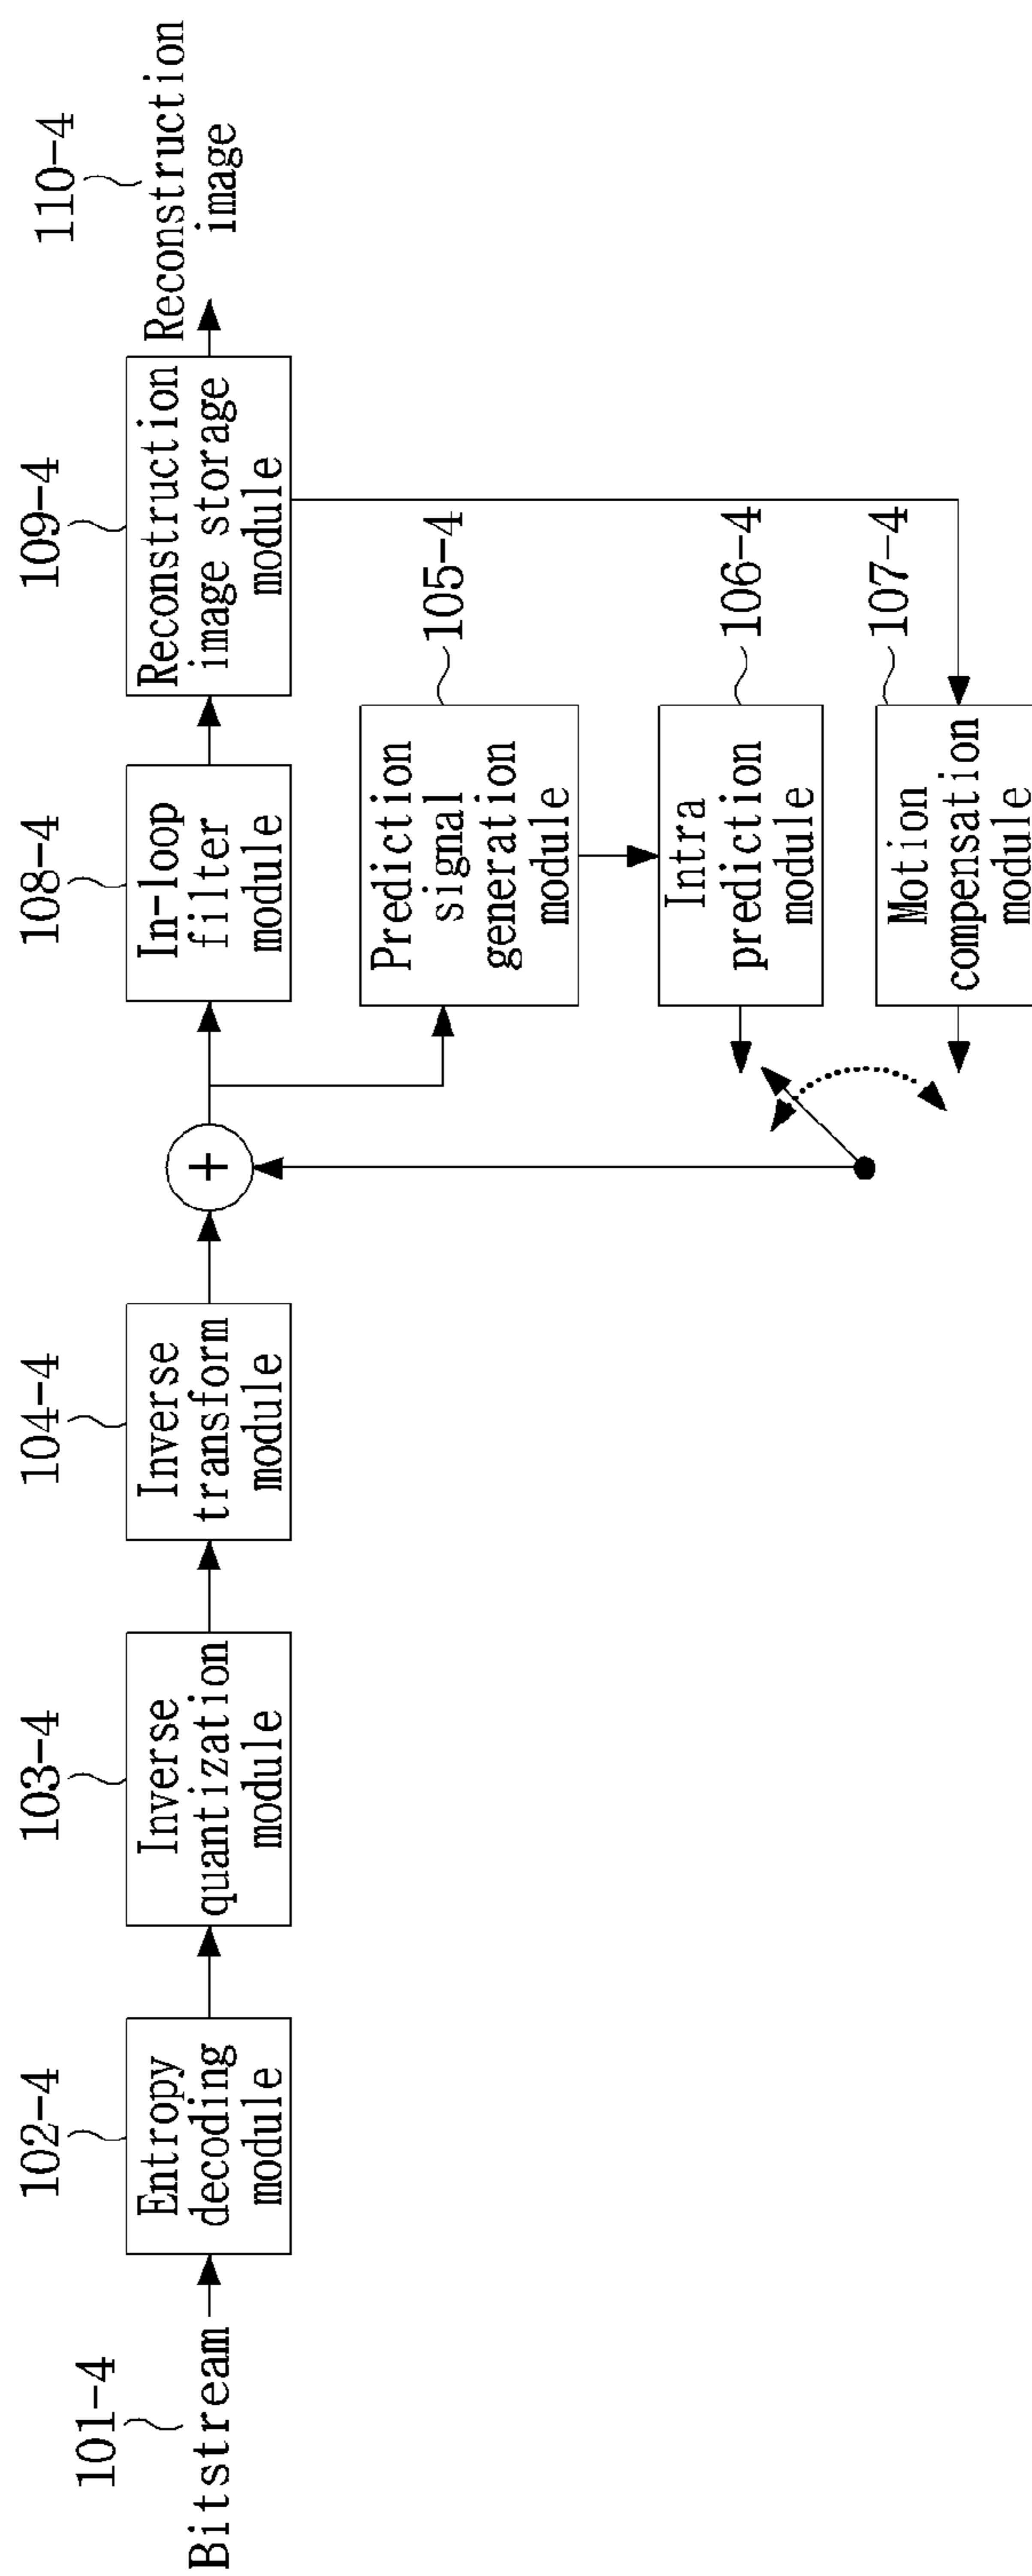 101-4
Bitstream
102-4
Entropy
decoding
module
103-4
Inverse
quantization
module
104-4
Inverse
transform
module
+
108-4
In-loop
filter
module
109-4
Reconstruction
image storage
module
110-4
Reconstruction
image
105-4
Prediction
signal
generation
module
106-4
Intra
prediction
module
107-4
Motion
compensation
module